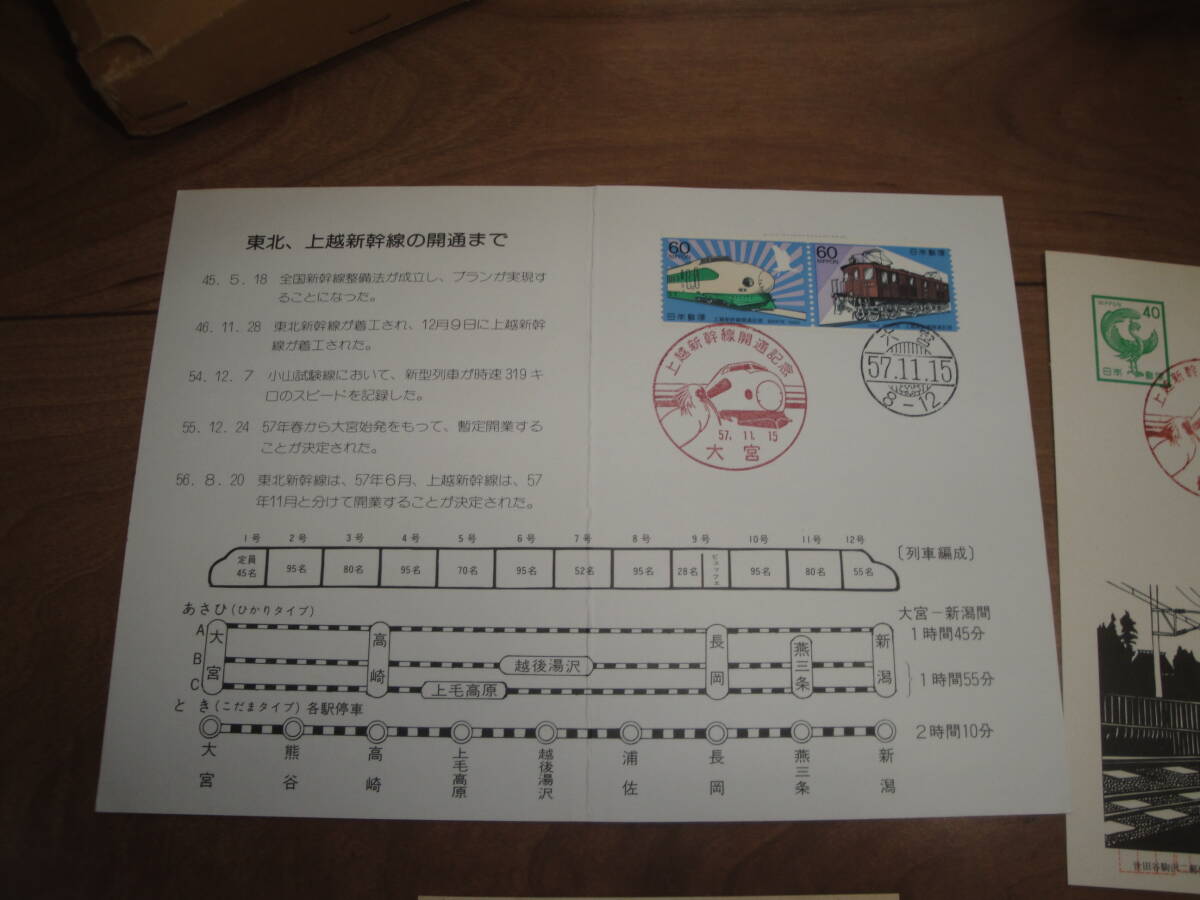 東北、上越新幹線の開通まで
45．5．18 全国新幹線整備法が成立し、プランが実現す
ることになった。
46．11．28 東北新幹線が着工され、12月9日に上越新幹
線が着工された。
54．12．7 小山試験線において、新型列車が時速319キ
ロのスピードを記録した。
55．12．24 57年春から大宮始発をもって、暫定開業する
ことが決定された。
56．8．20 東北新幹線は、57年6月、上越新幹線は、57
年11月と分けて開業することが決定された。
60
NIPPON
日本郵便
60
NIPPON
日本郵便
上越新幹線開通記念
57.11.15
大宮
大宮
57.11.15
8-12
1号 2号 3号 4号 5号 6号 7号 8号 9号 10号 11号 12号
定員
45名 95名 80名 95名 70名 95名 52名 95名 28名 ビュッフェ 95名 80名 55名
〔列車編成〕
あさひ(ひかりタイプ)
大宮－新潟間
A
1時間45分
B
C
1時間55分
大宮
高崎
越後湯沢
上毛高原
長岡
燕三条
新潟
とき(こだまタイプ)各駅停車
2時間10分
大宮
熊谷
高崎
上毛高原
越後湯沢
浦佐
長岡
燕三条
新潟
NIPPON
40
日本郵便
上越新幹